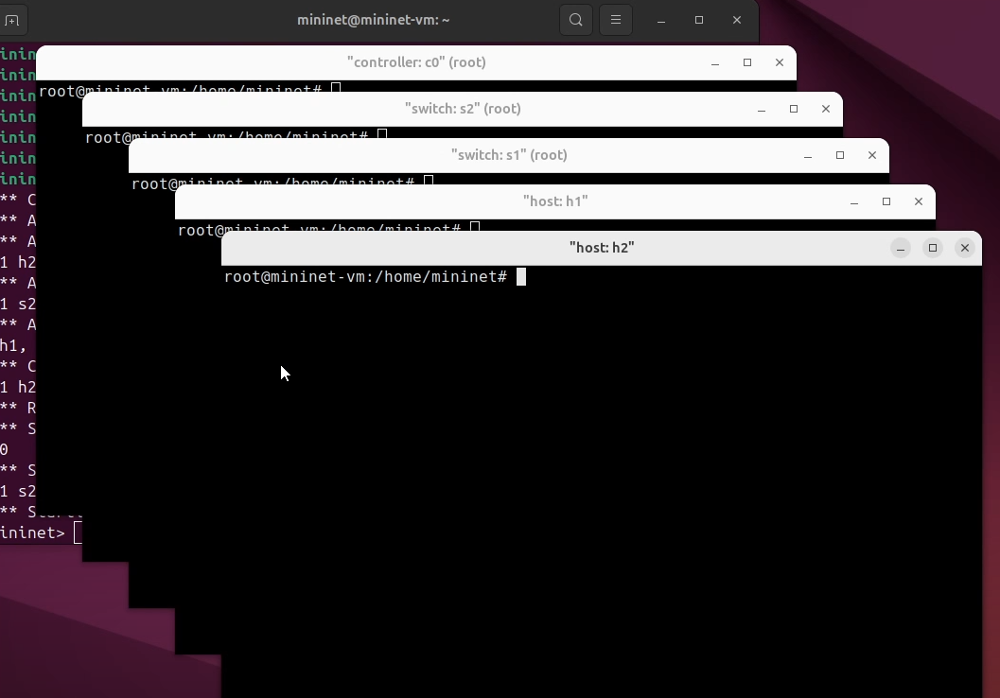 mininet@mininet-vm: ~
inin
"controller: c0" (root)
inin
root@mininet-vm:/home/mininet#
inin
"switch: s2" (root)
inin
root@mininet-vm:/home/mininet#
inin
"switch: s1" (root)
inin
inin
root@mininet-vm:/home/mininet#
** C
"host: h1"
** A
root@mininet-vm:/home/mininet#
** A
"host: h2"
1 h2
root@mininet-vm:/home/mininet#
** A
1 s2
** A
h1,
** C
1 h2
** R
** S
0
** S
1 s2
** Start
ininet>